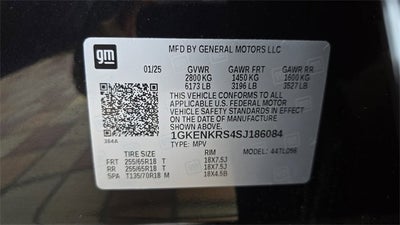 gm
MFD BY GENERAL MOTORS LLC
01/25 GVWR GAWR FRT GAWR RR
2800 KG 1450 KG 1600 KG
6173 LB 3196 LB 3527 LB
THIS VEHICLE CONFORMS TO ALL
APPLICABLE U.S. FEDERAL MOTOR
VEHICLE SAFETY STANDARDS IN EFFECT
ON THE DATE OF MANUFACTURE
SHOWN ABOVE.
1GKENKRS4SJ186084
TYPE: MPV
384A
MODEL: 44TL056
TIRE SIZE RIM
FRT 255/65R18 T 18X7.5J
RR 255/65R18 T 18X7.5J
SPA T135/70R18 M 18X4.5B